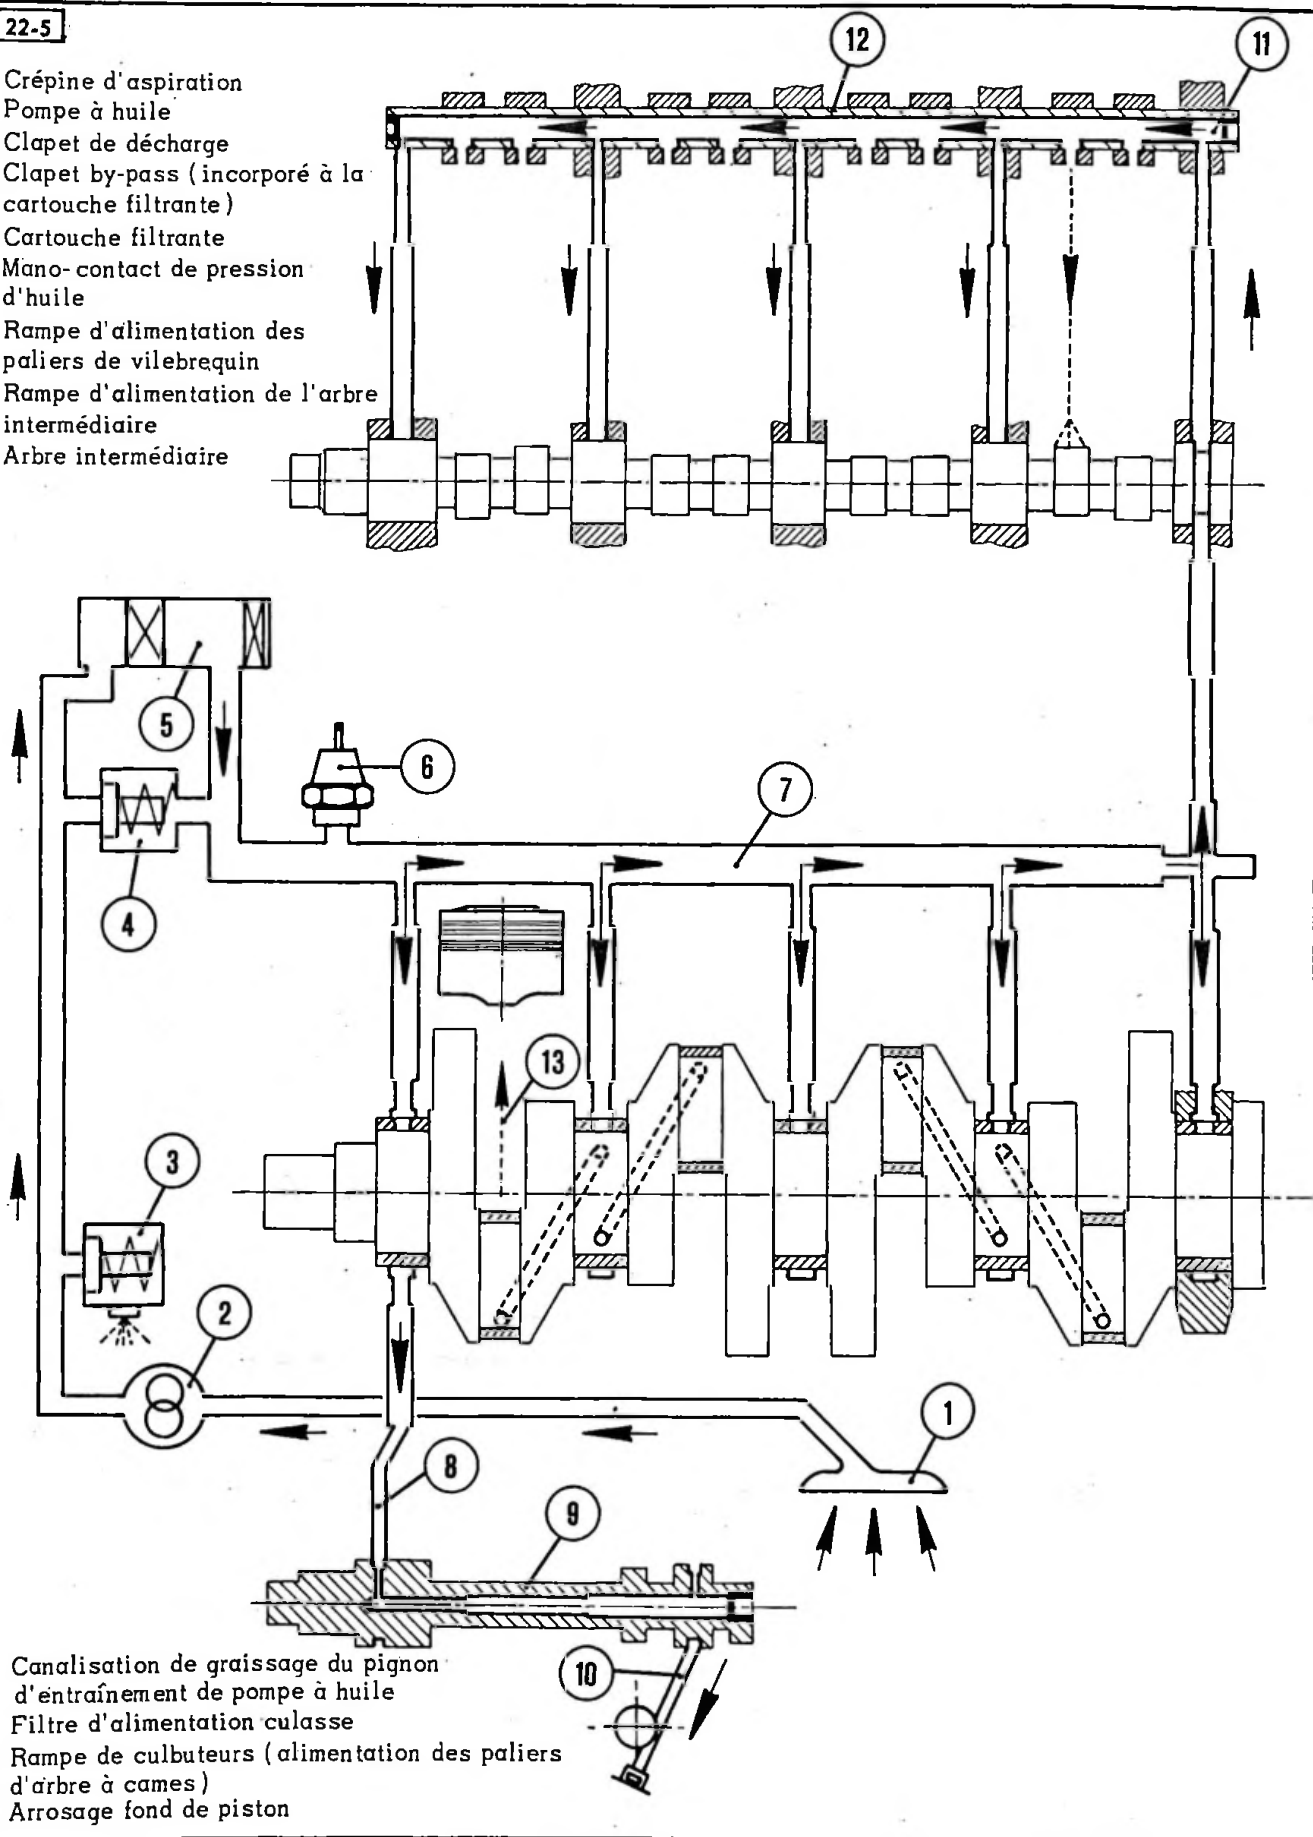 22-5
12
11
Crépine d'aspiration
Pompe à huile
Clapet de décharge
Clapet by-pass (incorporé à la
cartouche filtrante)
Cartouche filtrante
Mano-contact de pression
d'huile
Rampe d'alimentation des
paliers de vilebrequin
Rampe d'alimentation de l'arbre
intermédiaire
Arbre intermédiaire
5
6
7
4
13
3
2
1
8
9
10
Canalisation de graissage du pignon
d'entraînement de pompe à huile
Filtre d'alimentation culasse
Rampe de culbuteurs (alimentation des paliers
d'arbre à cames)
Arrosage fond de piston